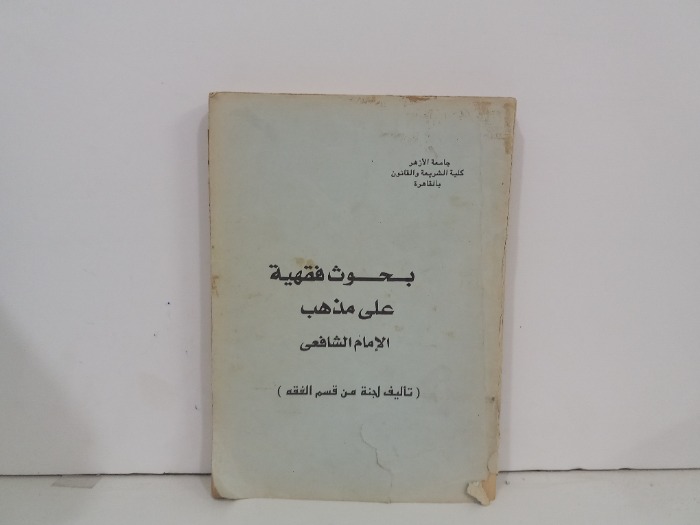 جامعة الأزهر
كلية الشريعة والقانون
بالقاهرة
بحوث فقهية
على مذهب
الإمام الشافعى
( تأليف لجنة من قسم الفقه )